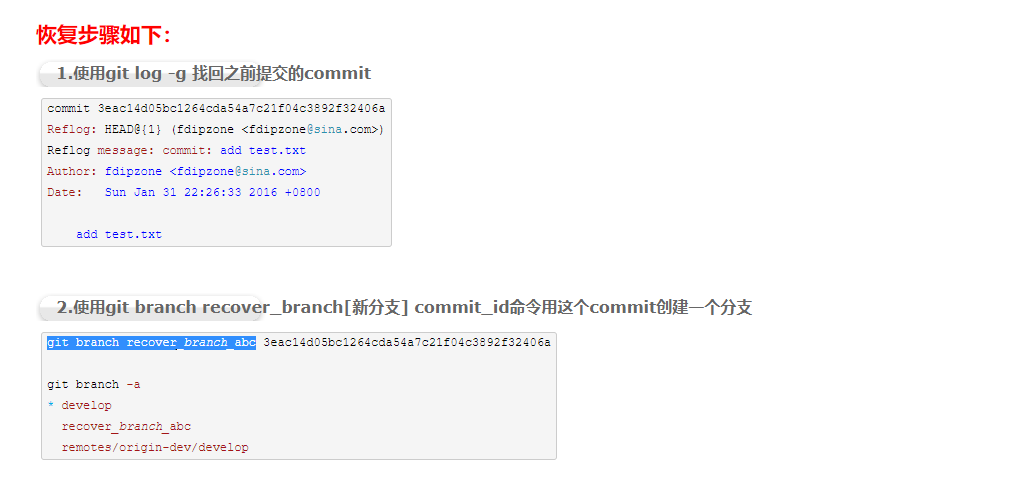 恢复步骤如下：
1.使用git log -g 找回之前提交的commit
commit 3eac14d05bc1264cda54a7c21f04c3892f32406a
Reflog: HEAD@{1} (fdipzone <fdipzone@sina.com>)
Reflog message: commit: add test.txt
Author: fdipzone <fdipzone@sina.com>
Date:   Sun Jan 31 22:26:33 2016 +0800
    add test.txt
2.使用git branch recover_branch[新分支] commit_id命令用这个commit创建一个分支
git branch recover_branch_abc 3eac14d05bc1264cda54a7c21f04c3892f32406a
git branch -a
* develop
  recover_branch_abc
  remotes/origin-dev/develop